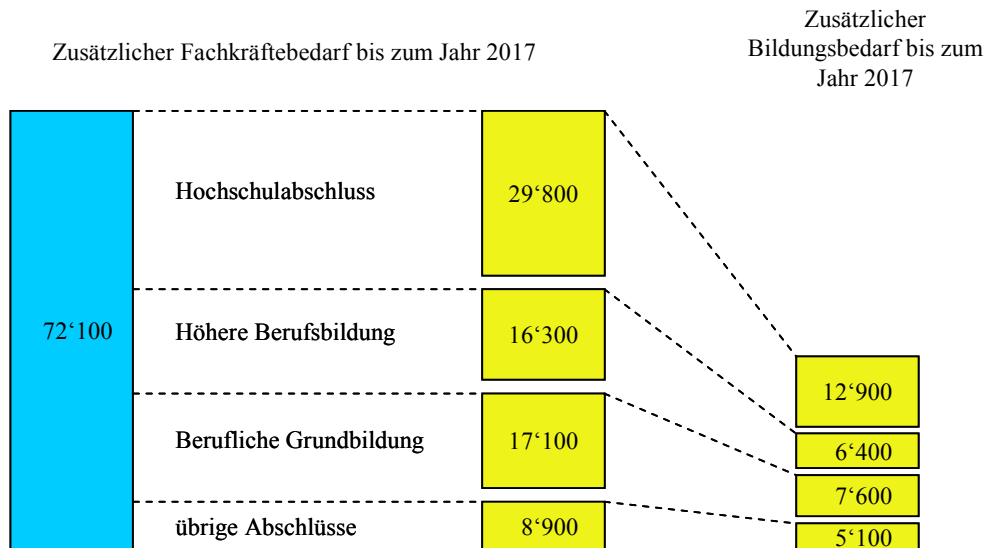 Zusätzlicher Fachkräftebedarf bis zum Jahr 2017
Zusätzlicher
Bildungsbedarf bis zum
Jahr 2017
Hochschulabschluss
29‘800
72‘100
Höhere Berufsbildung
16‘300
12‘900
Berufliche Grundbildung
17‘100
6‘400
7‘600
übrige Abschlüsse
8‘900
5‘100